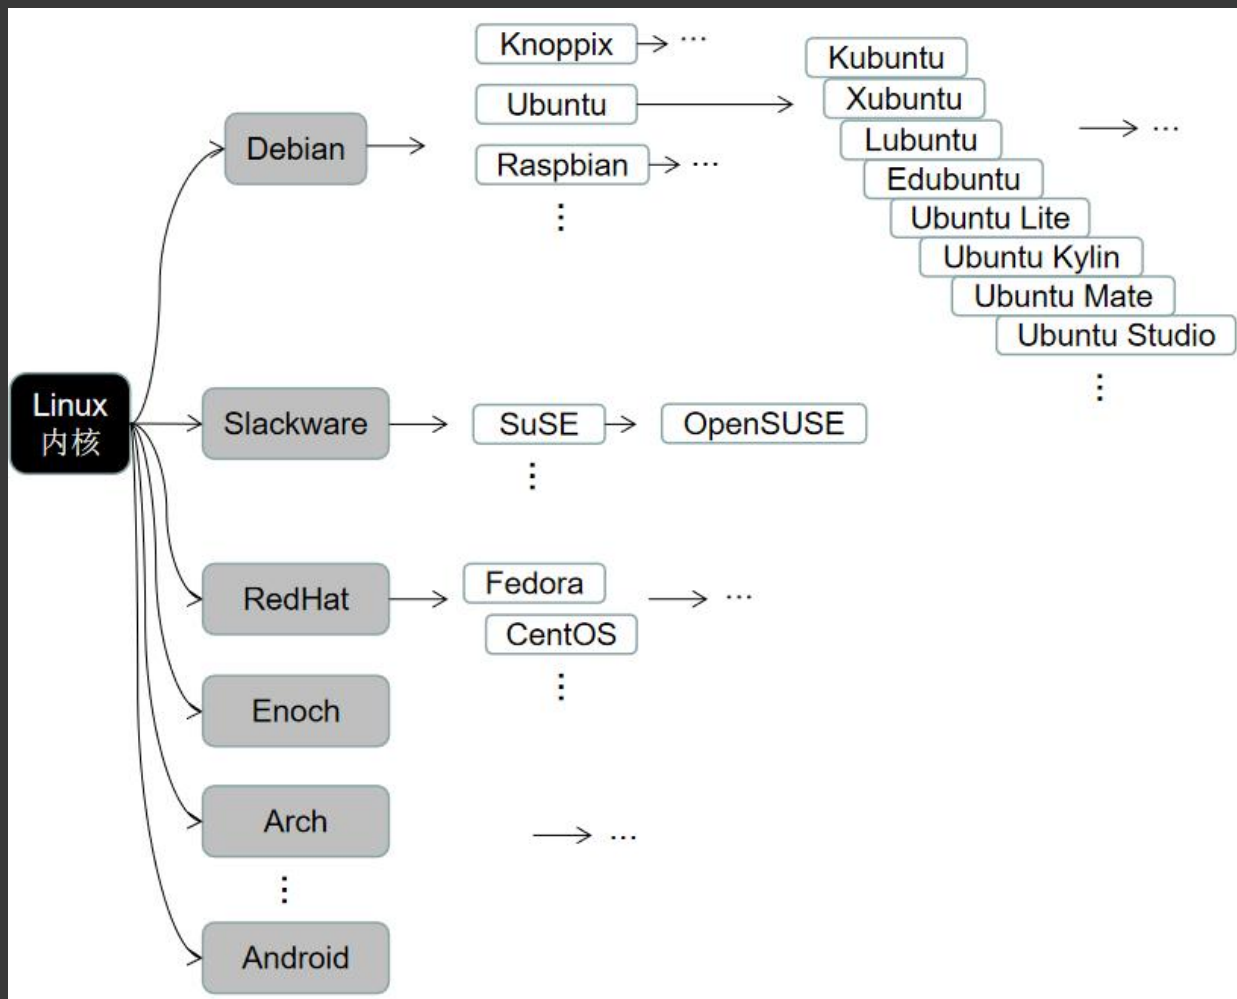 Knoppix
...
Kubuntu
Ubuntu
Xubuntu
Debian
Lubuntu
...
Raspbian
...
Edubuntu
Ubuntu Lite
Ubuntu Kylin
Ubuntu Mate
Ubuntu Studio
Linux
内核
Slackware
SuSE
OpenSUSE
RedHat
Fedora
...
CentOS
Enoch
Arch
...
Android